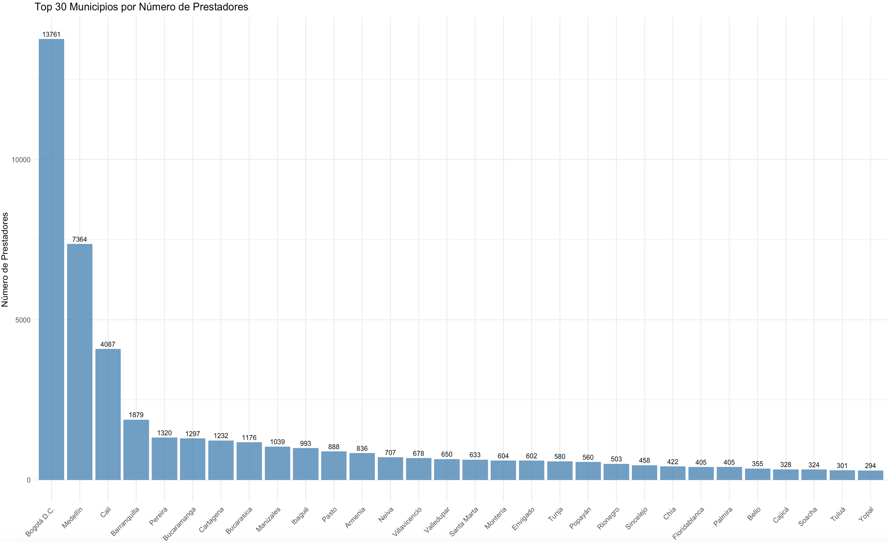 Top 30 Municipios por Número de Prestadores
Número de Prestadores
10000
5000
0
13761
7364
4087
1879
1320
1297
1232
1176
1039
993
888
836
707
678
650
633
604
602
580
560
503
458
422
405
405
355
328
324
301
294
Bogotá D.C.
Medellín
Cali
Barranquilla
Pereira
Bucaramanga
Cartagena
Bucarasica
Manizales
Ibagué
Pasto
Armenia
Neiva
Villavicencio
Valledupar
Santa Marta
Montería
Envigado
Tunja
Popayán
Rionegro
Sincelejo
Chía
Floridablanca
Palmira
Bello
Cajicá
Soacha
Tuluá
Yopal